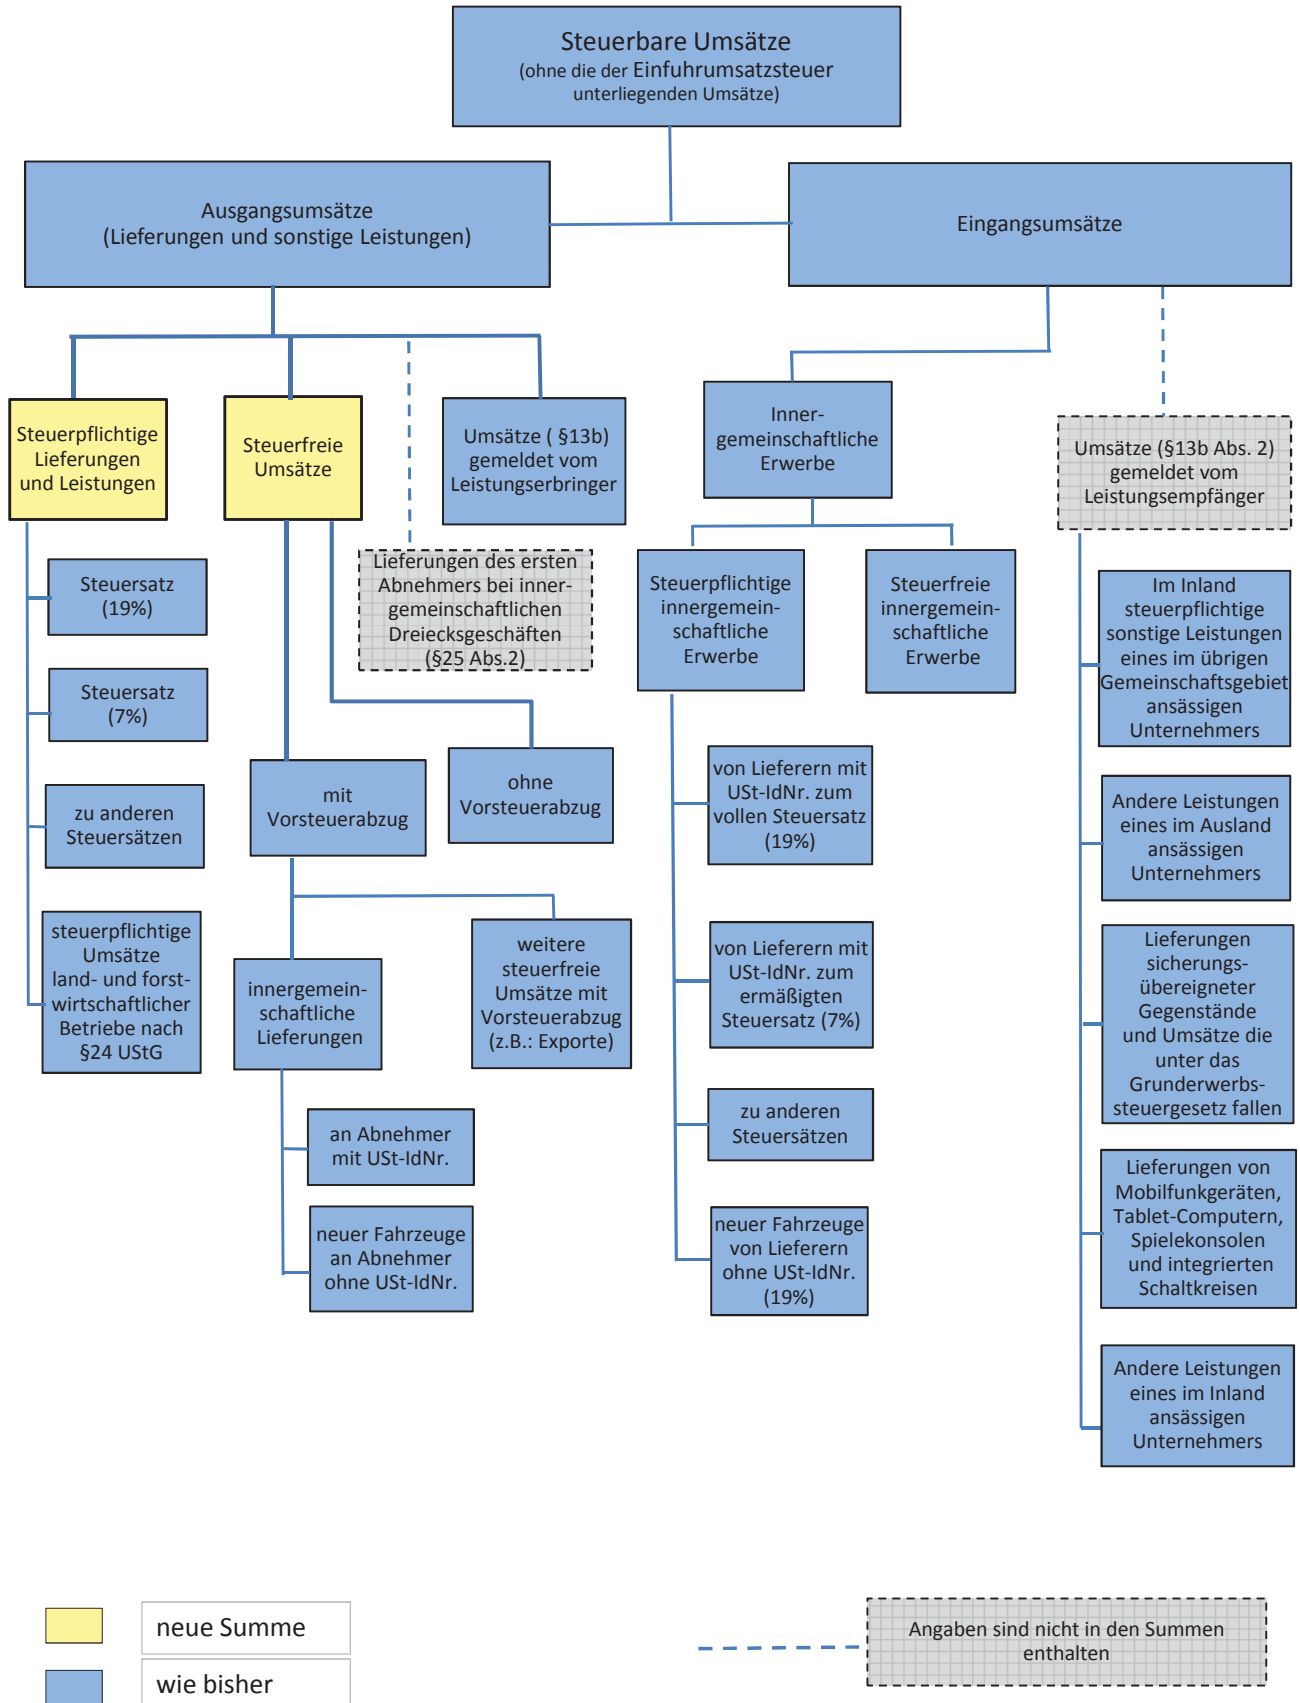 Steuerbare Umsätze
(ohne die der Einfuhrumsatzsteuer
unterliegenden Umsätze)
Ausgangsumsätze
(Lieferungen und sonstige Leistungen)
Eingangsumsätze
Steuerpflichtige
Lieferungen
und Leistungen
Steuerfreie
Umsätze
Umsätze ( §13b)
gemeldet vom
Leistungserbringer
Inner-
gemeinschaftliche
Erwerbe
Umsätze (§13b Abs. 2)
gemeldet vom
Leistungsempfänger
Lieferungen des ersten
Abnehmers bei inner-
gemeinschaftlichen
Dreiecksgeschäften
(§25 Abs.2)
Steuerpflichtige
innergemein-
schaftliche
Erwerbe
Steuerfreie
innergemein-
schaftliche
Erwerbe
Steuersatz
(19%)
Steuersatz
(7%)
zu anderen
Steuersätzen
steuerpflichtige
Umsätze
land- und forst-
wirtschaftlicher
Betriebe nach
§24 UStG
mit
Vorsteuerabzug
ohne
Vorsteuerabzug
innergemein-
schaftliche
Lieferungen
weitere
steuerfreie
Umsätze mit
Vorsteuerabzug
(z.B.: Exporte)
an Abnehmer
mit USt-IdNr.
neuer Fahrzeuge
an Abnehmer
ohne USt-IdNr.
von Lieferern mit
USt-IdNr. zum
vollen Steuersatz
(19%)
von Lieferern mit
USt-IdNr. zum
ermäßigten
Steuersatz (7%)
zu anderen
Steuersätzen
neuer Fahrzeuge
von Lieferern
ohne USt-IdNr.
(19%)
Im Inland
steuerpflichtige
sonstige Leistungen
eines im übrigen
Gemeinschaftsgebiet
ansässigen
Unternehmers
Andere Leistungen
eines im Ausland
ansässigen
Unternehmers
Lieferungen
sicherungs-
übereigneter
Gegenstände
und Umsätze die
unter das
Grunderwerbs-
steuergesetz fallen
Lieferungen von
Mobilfunkgeräten,
Tablet-Computern,
Spielekonsolen
und integrierten
Schaltkreisen
Andere Leistungen
eines im Inland
ansässigen
Unternehmers
neue Summe
wie bisher
Angaben sind nicht in den Summen
enthalten